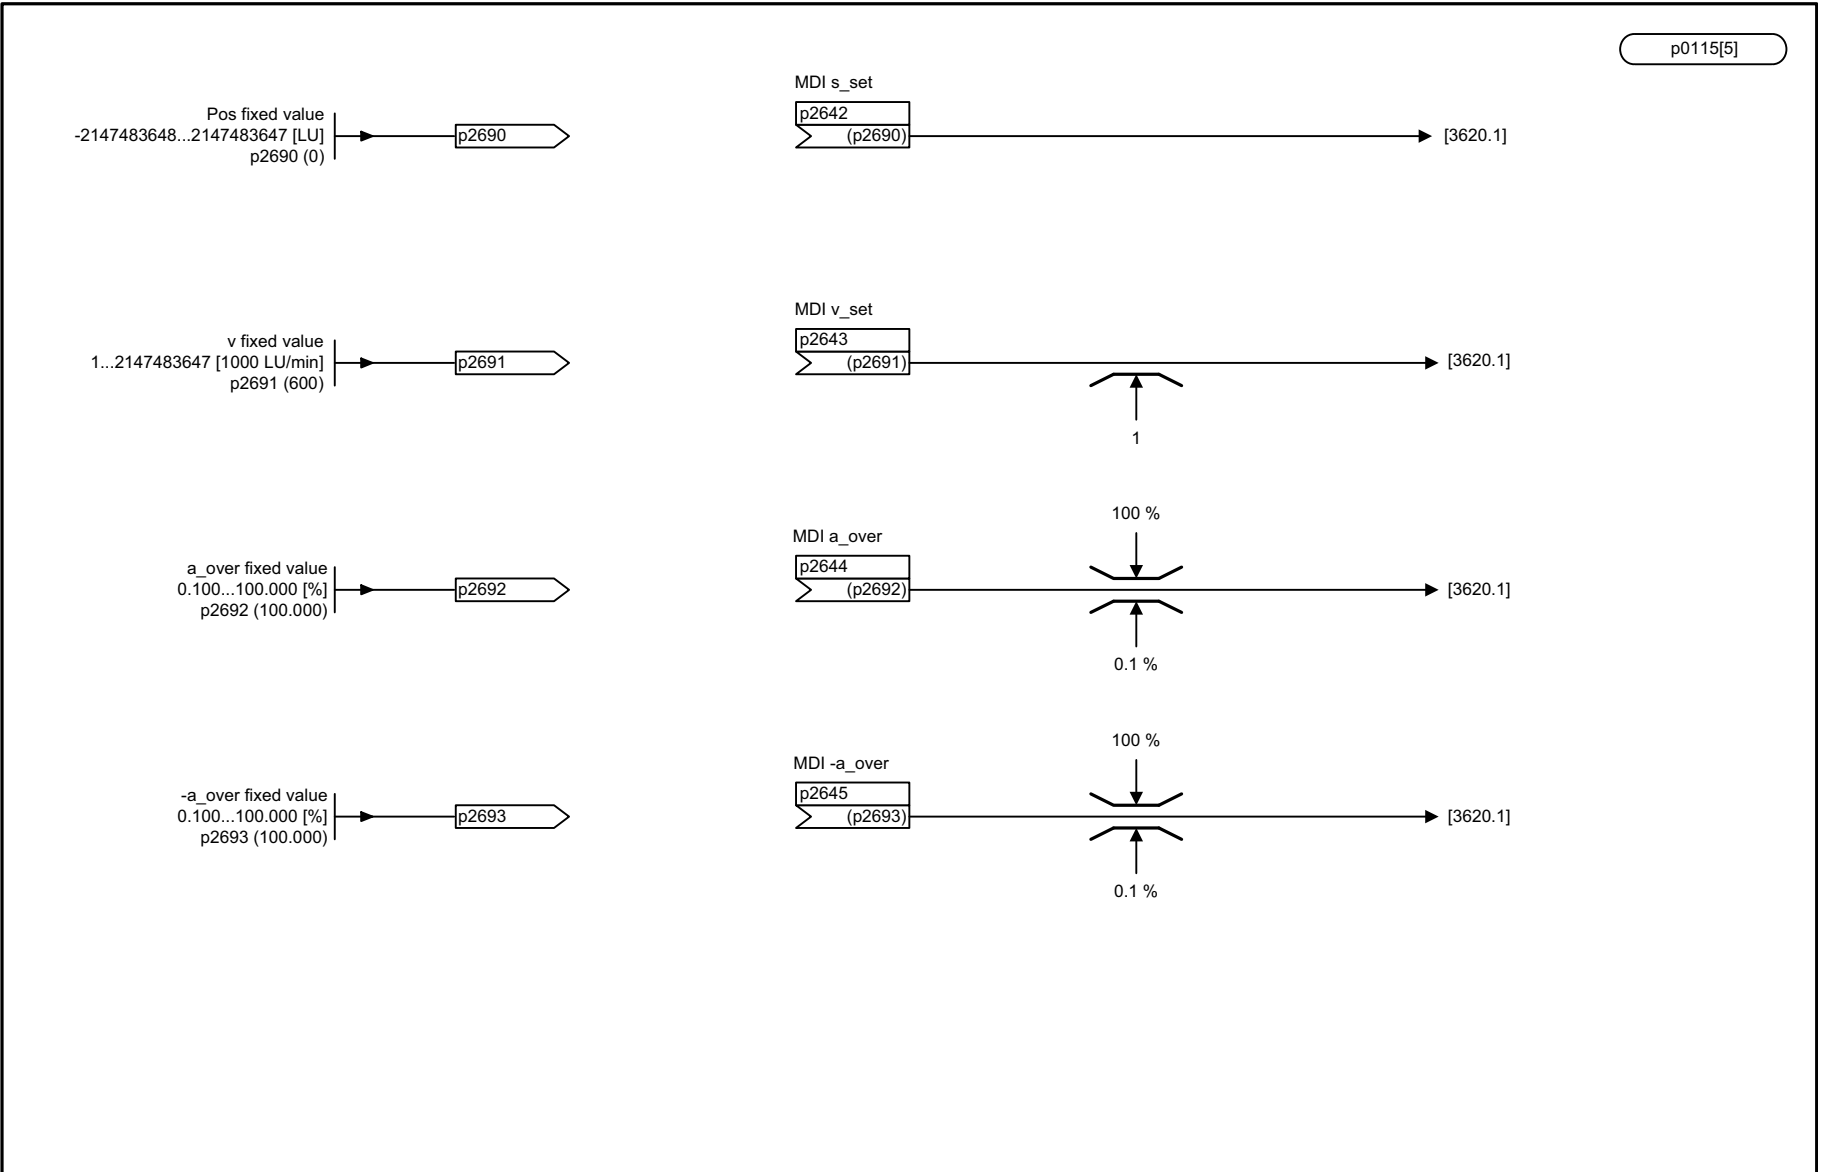 p0115[5]
MDI s_set
Pos fixed value
-2147483648...2147483647 [LU]
p2690 (0)
p2690
p2642
(p2690)
[3620.1]
MDI v_set
v fixed value
1...2147483647 [1000 LU/min]
p2691 (600)
p2691
p2643
(p2691)
[3620.1]
1
100 %
MDI a_over
a_over fixed value
0.100...100.000 [%]
p2692 (100.000)
p2692
p2644
(p2692)
[3620.1]
0.1 %
100 %
MDI -a_over
-a_over fixed value
0.100...100.000 [%]
p2693 (100.000)
p2693
p2645
(p2693)
[3620.1]
0.1 %